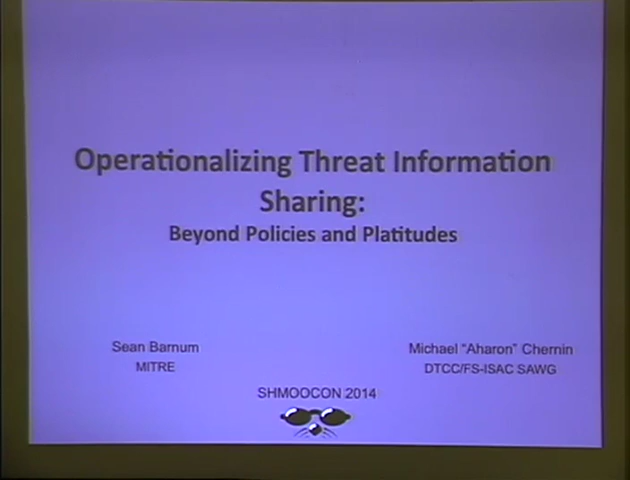 Operationalizing Threat Information
Sharing:
Beyond Policies and Platitudes
Sean Barnum
MITRE
Michael “Aharon” Chernin
DTCC/FS-ISAC SAWG
SHMOOCON 2014